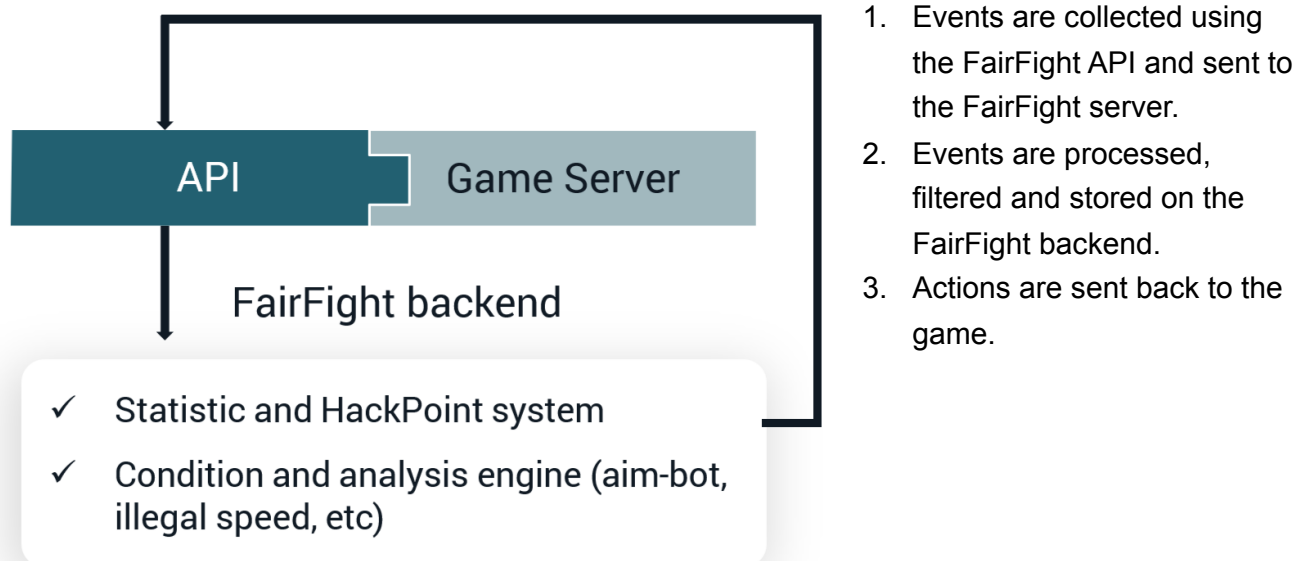 API
Game Server
FairFight backend
✓ Statistic and HackPoint system
✓ Condition and analysis engine (aim-bot,
illegal speed, etc)
1. Events are collected using
the FairFight API and sent to
the FairFight server.
2. Events are processed,
filtered and stored on the
FairFight backend.
3. Actions are sent back to the
game.